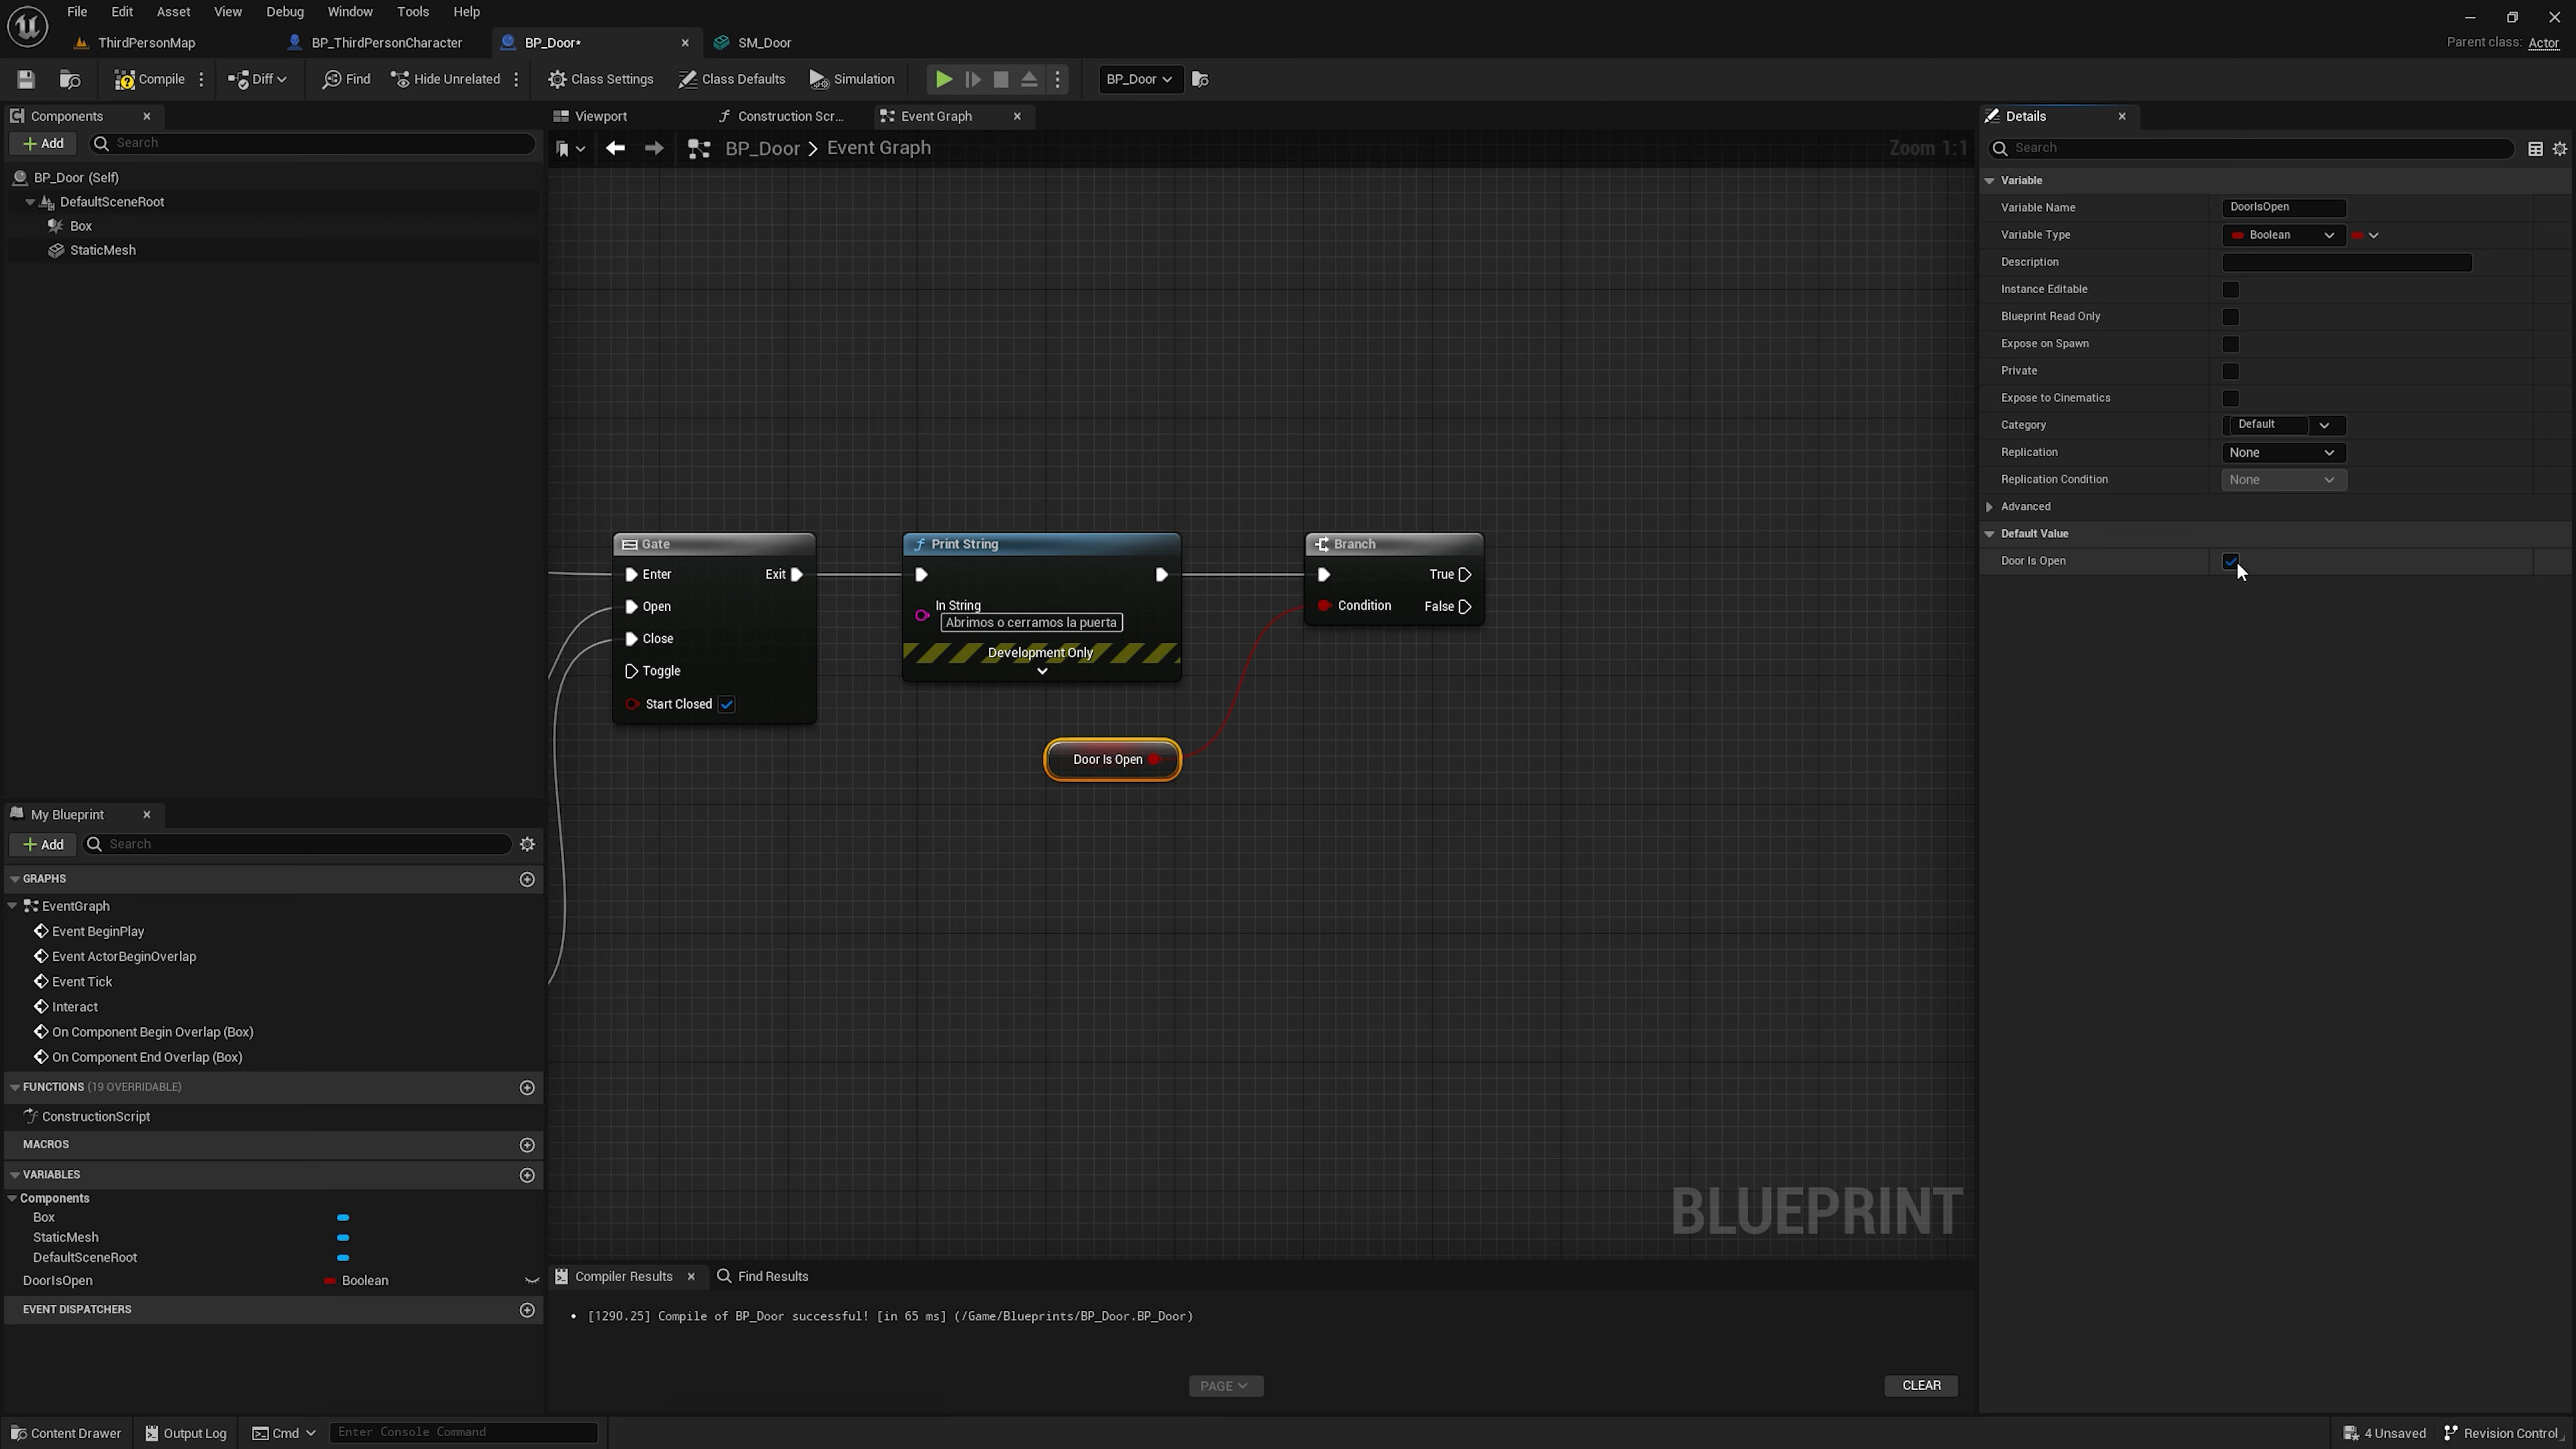 File Edit Asset View Debug Window Tools Help
ThirdPersonMap BP_ThirdPersonCharacter BP_Door* SM_Door Parent class: Actor
Compile Diff Find Hide Unrelated Class Settings Class Defaults Simulation BP_Door
Components
Add Search
BP_Door (Self)
DefaultSceneRoot
Box
StaticMesh
My Blueprint
Add Search
GRAPHS
EventGraph
Event BeginPlay
Event ActorBeginOverlap
Event Tick
Interact
On Component Begin Overlap (Box)
On Component End Overlap (Box)
FUNCTIONS (19 OVERRIDABLE)
ConstructionScript
MACROS
VARIABLES
Components
Box
StaticMesh
DefaultSceneRoot
DoorIsOpen Boolean
EVENT DISPATCHERS
Viewport Construction Scr... Event Graph
BP_Door > Event Graph Zoom 1:1
Gate
Enter Exit
Open
Close
Toggle
Start Closed
Print String
In String
Abrimos o cerramos la puerta
Development Only
Branch
True
Condition False
Door Is Open
BLUEPRINT
Compiler Results Find Results
[1290.25] Compile of BP_Door successful! [in 65 ms] (/Game/Blueprints/BP_Door.BP_Door)
PAGE CLEAR
Details
Search
Variable
Variable Name DoorIsOpen
Variable Type Boolean
Description
Instance Editable
Blueprint Read Only
Expose on Spawn
Private
Expose to Cinematics
Category Default
Replication None
Replication Condition None
Advanced
Default Value
Door Is Open
Content Drawer Output Log Cmd Enter Console Command 4 Unsaved Revision Control